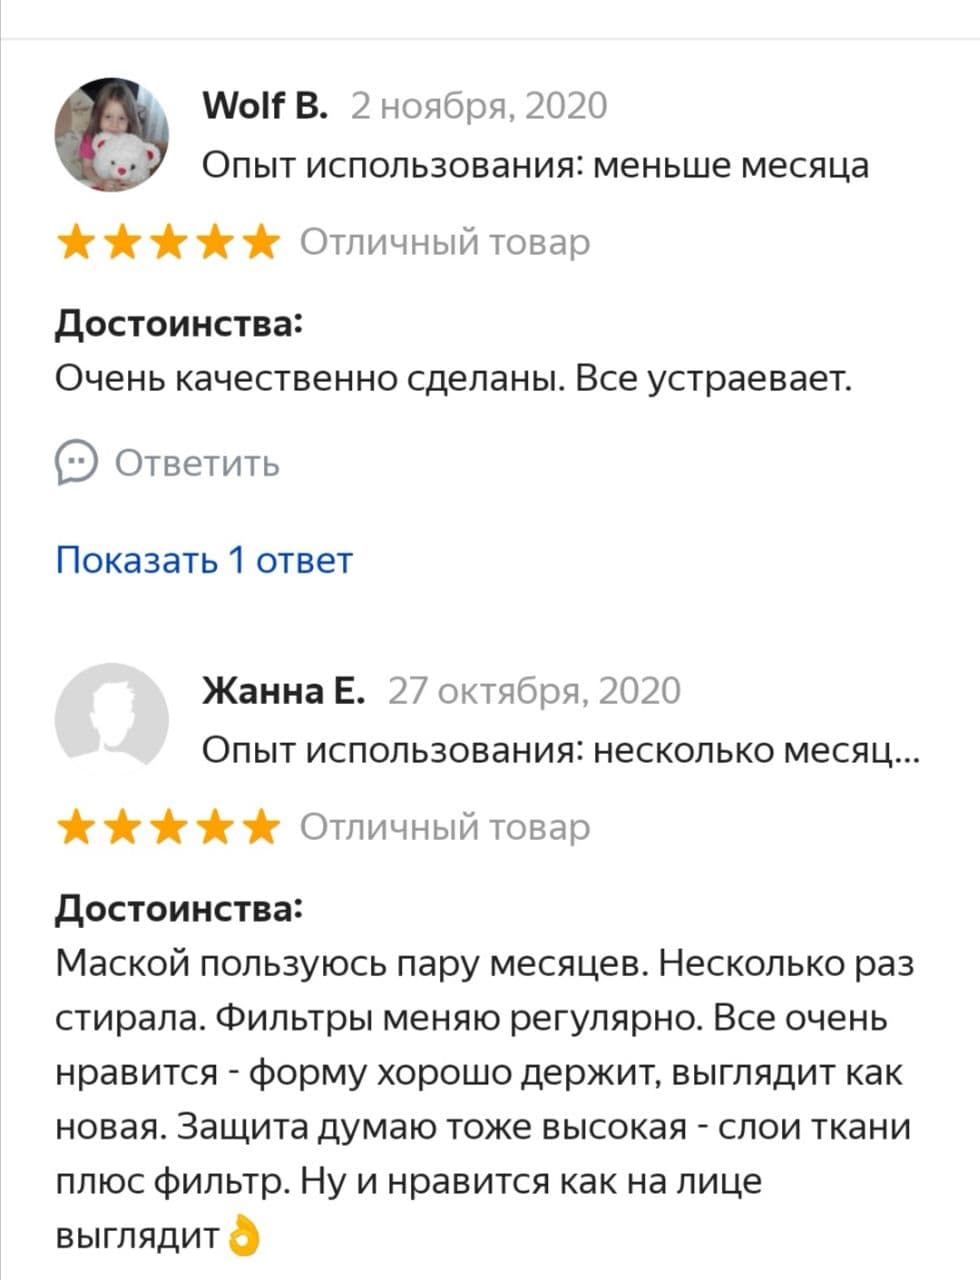 Wolf B. 2 ноября, 2020
Опыт использования: меньше месяца
Отличный товар
Достоинства:
Очень качественно сделаны. Все устраевает.
Ответить
Показать 1 ответ
Жанна Е. 27 октября, 2020
Опыт использования: несколько месяц...
Отличный товар
Достоинства:
Маской пользуюсь пару месяцев. Несколько раз
стирала. Фильтры меняю регулярно. Все очень
нравится - форму хорошо держит, выглядит как
новая. Защита думаю тоже высокая - слои ткани
плюс фильтр. Ну и нравится как на лице
выглядит👌